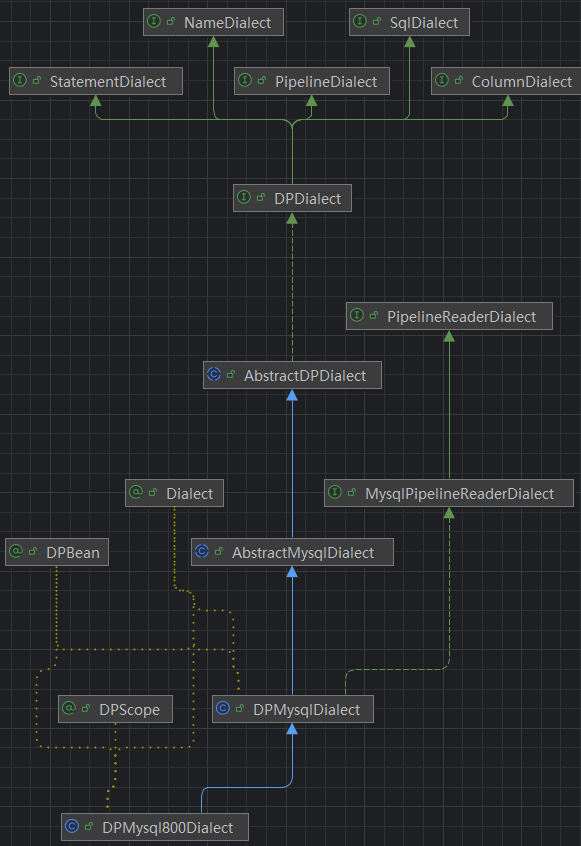 NameDialect
SqlDialect
StatementDialect
PipelineDialect
ColumnDialect
DPDialect
PipelineReaderDialect
AbstractDPDialect
Dialect
MysqlPipelineReaderDialect
DPBean
AbstractMysqlDialect
DPScope
DPMysqlDialect
DPMysql800Dialect